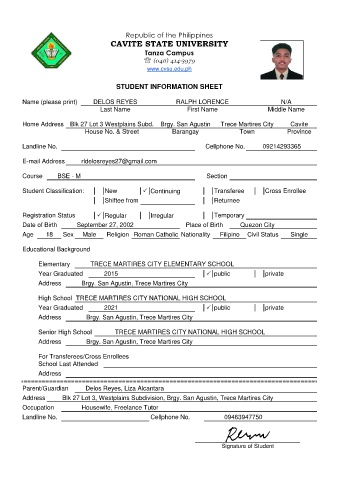 Republic of the Philippines
CAVITE STATE UNIVERSITY
Tanza Campus
☏ (046) 414-3979
www.cvsu.edu.ph
STUDENT INFORMATION SHEET
Name (please print) DELOS REYES RALPH LORENCE N/A
Last Name First Name Middle Name
Home Address Blk 27 Lot 3 Westplains Subd. Brgy. San Agustin Trece Martires City Cavite
House No. & Street Barangay Town Province
Landline No. Cellphone No. 09214293365
E-mail Address rldelosreyes27@gmail.com
Course BSE - M Section
Student Classification: New ✓ Continuing Transferee Cross Enrollee
Shiftee from Returnee
Registration Status ✓ Regular Irregular Temporary
Date of Birth September 27, 2002 Place of Birth Quezon City
Age 18 Sex Male Religion Roman Catholic Nationality Filipino Civil Status Single
Educational Background
Elementary TRECE MARTIRES CITY ELEMENTARY SCHOOL
Year Graduated 2015 ✓ public private
Address Brgy. San Agustin, Trece Martires City
High School TRECE MARTIRES CITY NATIONAL HIGH SCHOOL
Year Graduated 2021 ✓ public private
Address Brgy. San Agustin, Trece Martires City
Senior High School TRECE MARTIRES CITY NATIONAL HIGH SCHOOL
Address Brgy. San Agustin, Trece Martires City
For Transferees/Cross Enrollees
School Last Attended
Address
Parent/Guardian Delos Reyes, Liza Alcantara
Address Blk 27 Lot 3, Westplains Subdivision, Brgy. San Agustin, Trece Martires City
Occupation Housewife, Freelance Tutor
Landline No. Cellphone No. 09463947750
Signature of Student